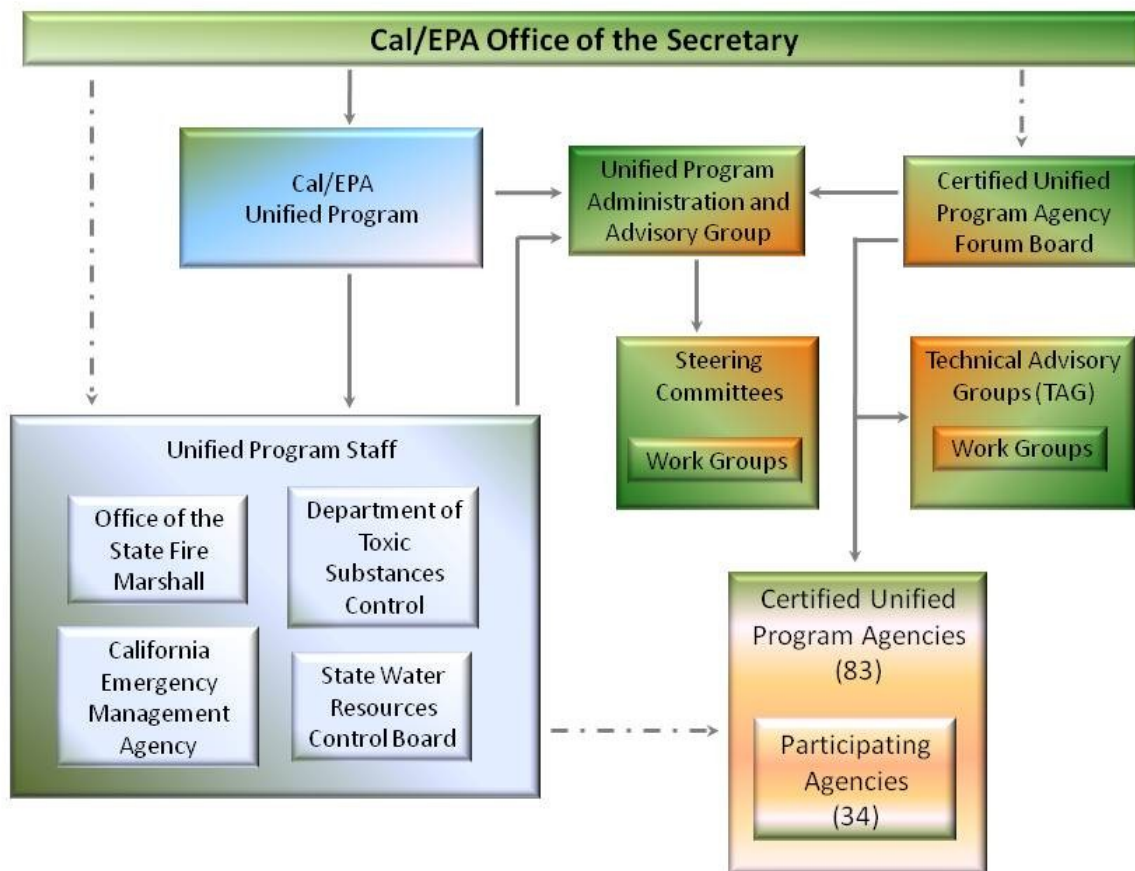 Cal/EPA Office of the Secretary
Cal/EPA
Unified Program
Unified Program
Administration and
Advisory Group
Certified Unified
Program Agency
Forum Board
Steering
Committees
Work Groups
Technical Advisory
Groups (TAG)
Work Groups
Unified Program Staff
Office of the
State Fire
Marshall
Department of
Toxic
Substances
Control
California
Emergency
Management
Agency
State Water
Resources
Control Board
Certified Unified
Program Agencies
(83)
Participating
Agencies
(34)